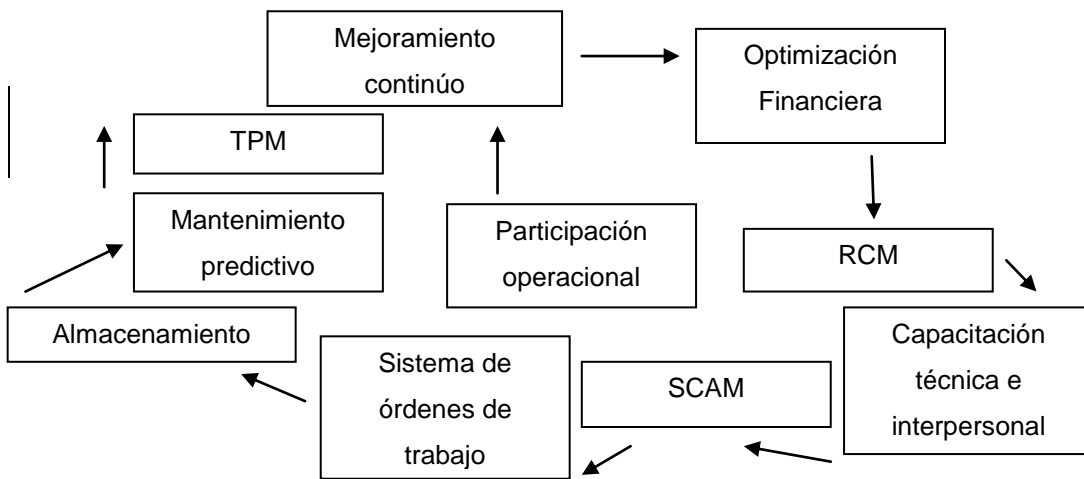 Mejoramiento
continúo
Optimización
Financiera
TPM
Mantenimiento
predictivo
Participación
operacional
RCM
Almacenamiento
Sistema de
órdenes de
trabajo
SCAM
Capacitación
técnica e
interpersonal